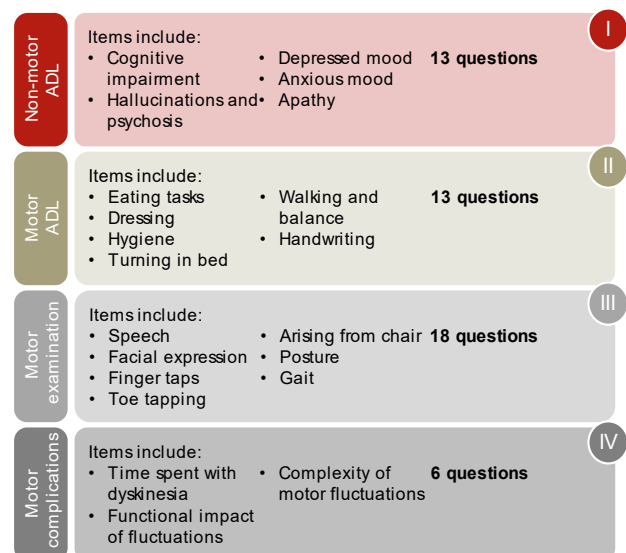 Non-motor
ADL
Items include:
• Cognitive
impairment
• Hallucinations and
psychosis
• Depressed mood
• Anxious mood
• Apathy
13 questions
I
Motor
ADL
Items include:
• Eating tasks
• Dressing
• Hygiene
• Turning in bed
• Walking and
balance
• Handwriting
13 questions
II
Motor
examination
Items include:
• Speech
• Facial expression
• Finger taps
• Toe tapping
• Arising from chair
• Posture
• Gait
18 questions
III
Motor
complications
Items include:
• Time spent with
dyskinesia
• Functional impact
of fluctuations
• Complexity of
motor fluctuations
6 questions
IV